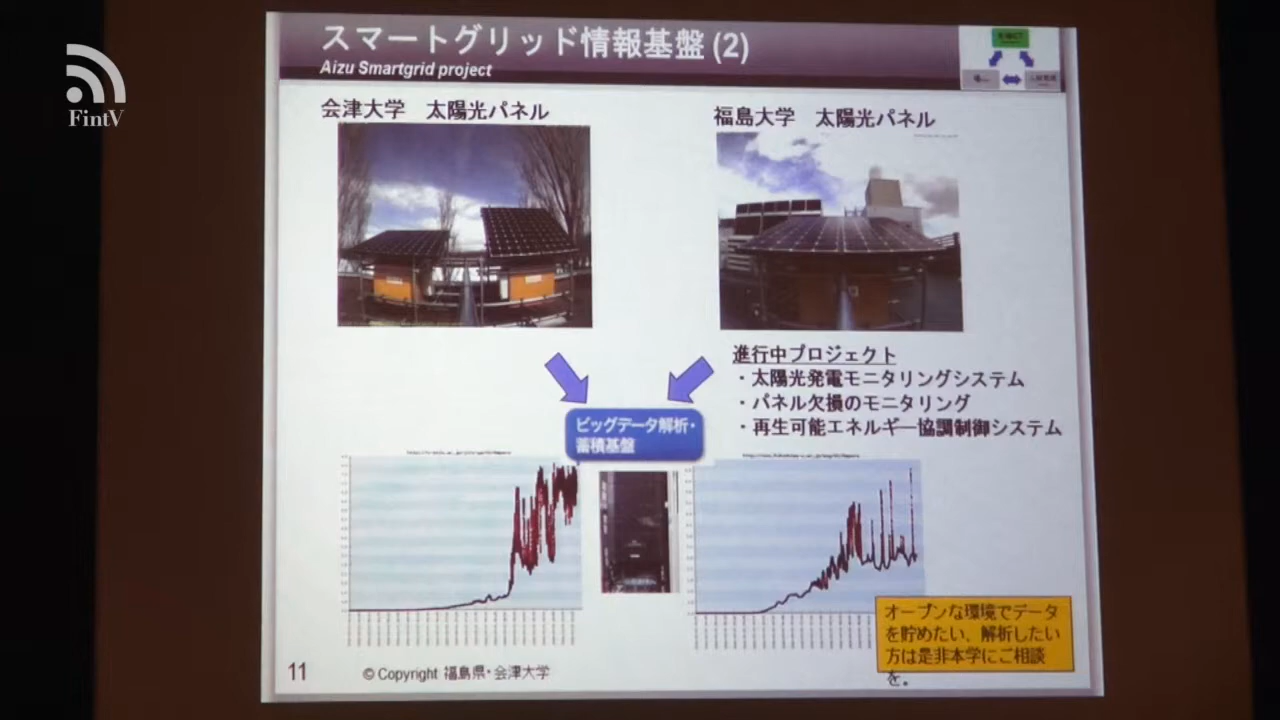 FintV
スマートグリッド情報基盤 (2)
Aizu Smartgrid project
会津大学　太陽光パネル
福島大学　太陽光パネル
進行中プロジェクト
・太陽光発電モニタリングシステム
・パネル欠損のモニタリング
・再生可能エネルギー協調制御システム
ビッグデータ解析・
蓄積基盤
オープンな環境でデータ
を貯めたい、解析したい
方は是非本学にご相談
を。
11
© Copyright 福島県・会津大学